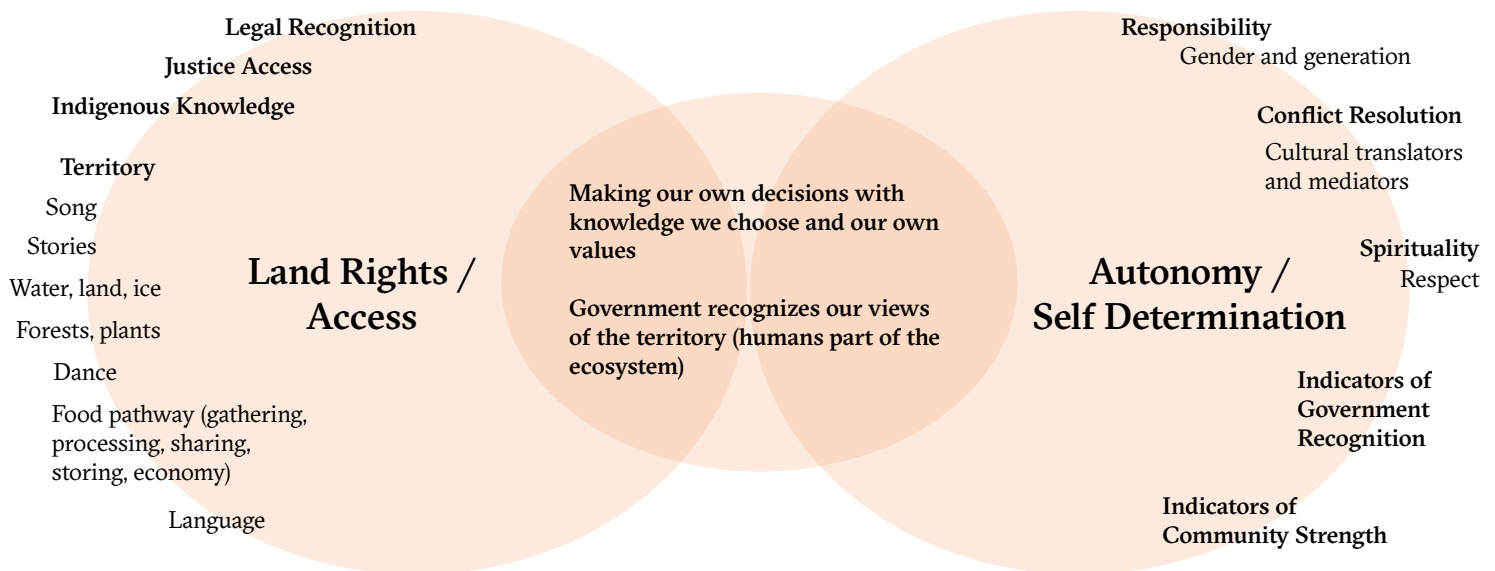 Legal Recognition
Justice Access
Indigenous Knowledge
Territory
Song
Stories
Water, land, ice
Forests, plants
Dance
Food pathway (gathering,
processing, sharing,
storing, economy)
Language
Land Rights /
Access
Making our own decisions with
knowledge we choose and our own
values
Government recognizes our views
of the territory (humans part of the
ecosystem)
Autonomy /
Self Determination
Responsibility
Gender and generation
Conflict Resolution
Cultural translators
and mediators
Spirituality
Respect
Indicators of
Government
Recognition
Indicators of
Community Strength